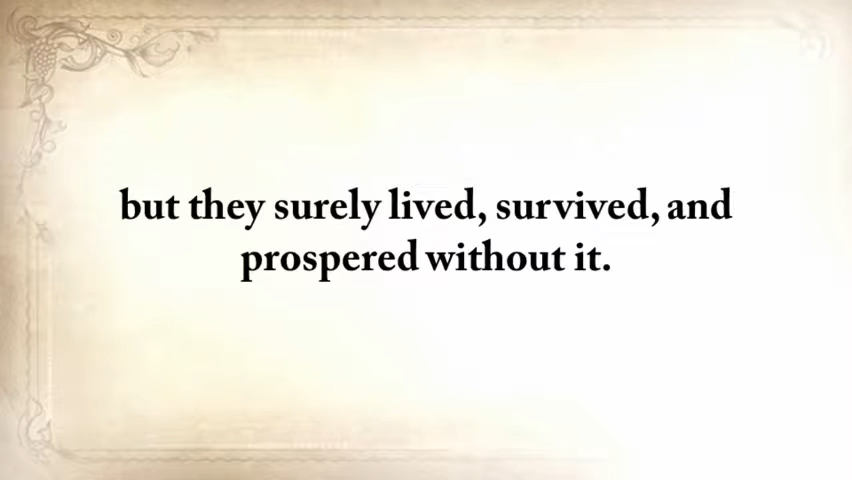 but they surely lived, survived, and
prospered without it.